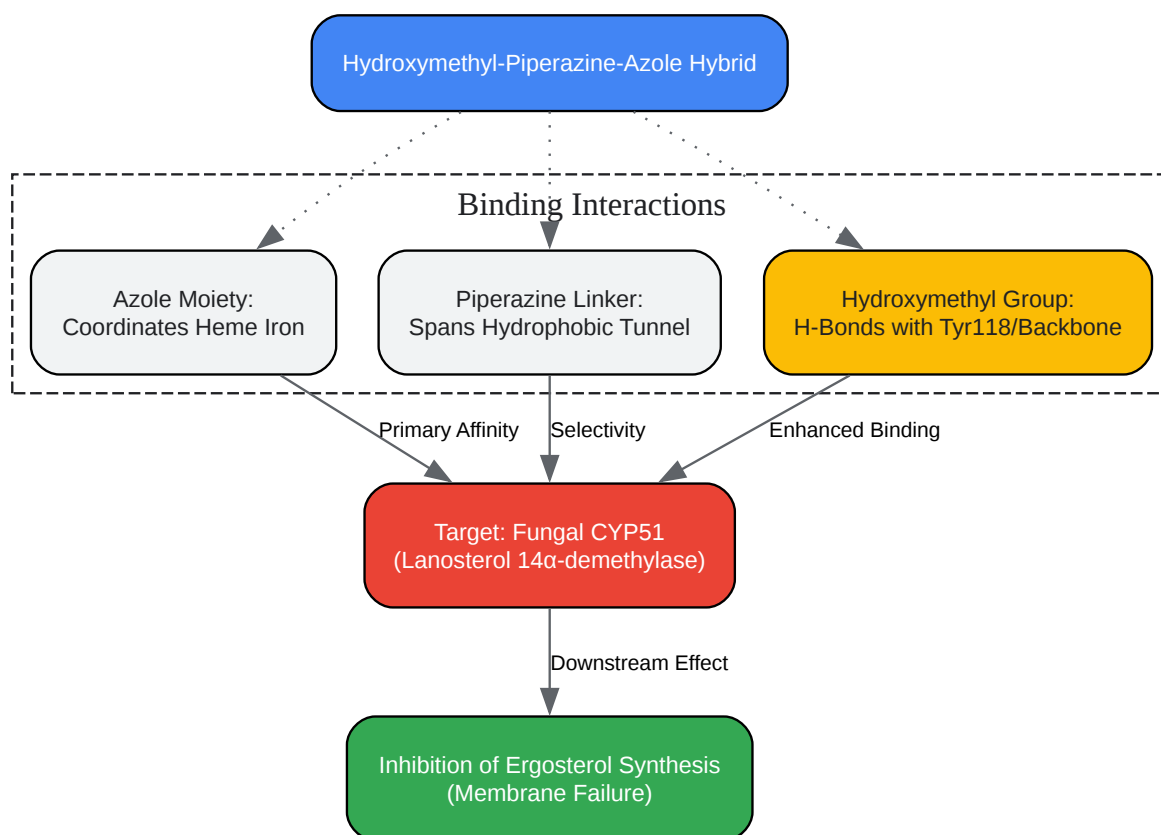 Hydroxymethyl-Piperazine-Azole Hybrid
Binding Interactions
Azole Moiety:
Coordinates Heme Iron
Piperazine Linker:
Spans Hydrophobic Tunnel
Hydroxymethyl Group:
H-Bonds with Tyr118/Backbone
Primary Affinity
Selectivity
Enhanced Binding
Target: Fungal CYP51
(Lanosterol 14α-demethylase)
Downstream Effect
Inhibition of Ergosterol Synthesis
(Membrane Failure)